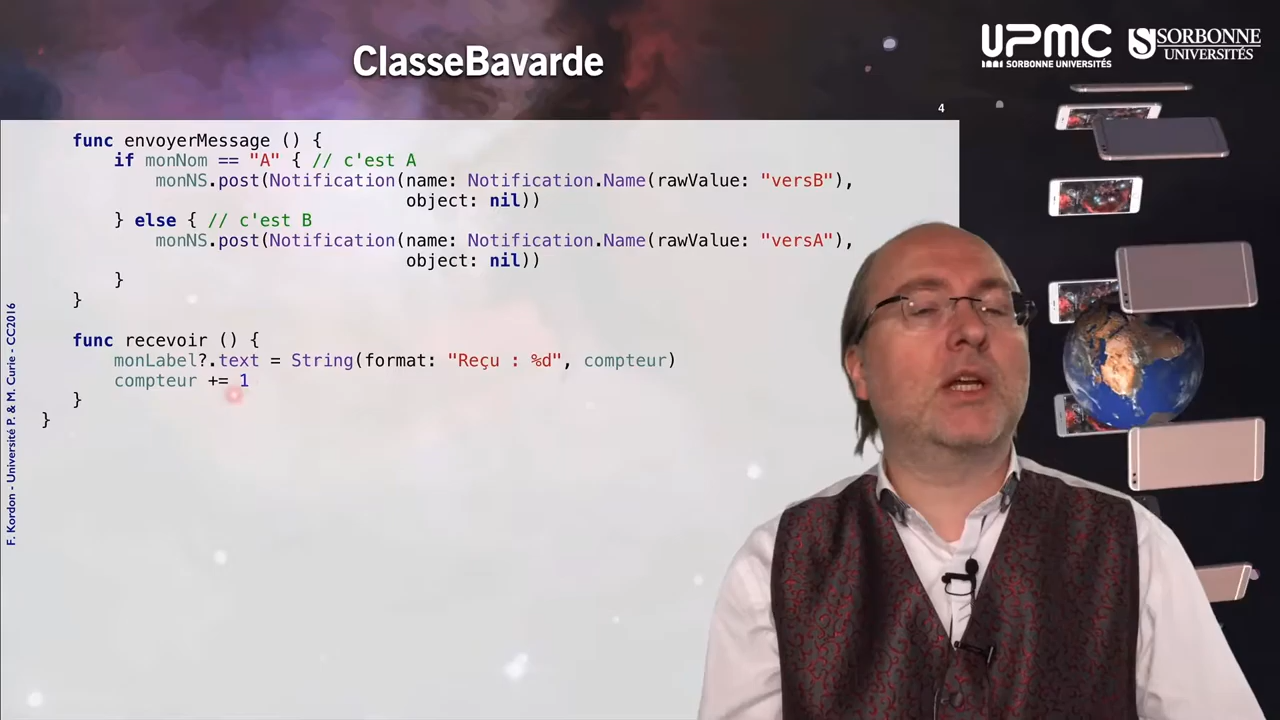 ClasseBavarde
UPMC
SORBONNE UNIVERSITÉS
SORBONNE
UNIVERSITÉS
4
func envoyerMessage () {
if monNom == "A" { // c'est A
monNS.post(Notification(name: Notification.Name(rawValue: "versB"),
object: nil))
} else { // c'est B
monNS.post(Notification(name: Notification.Name(rawValue: "versA"),
object: nil))
}
}
func recevoir () {
monLabel?.text = String(format: "Reçu : %d", compteur)
compteur += 1
}
}
F. Kordon - Université P. & M. Curie - CC2016